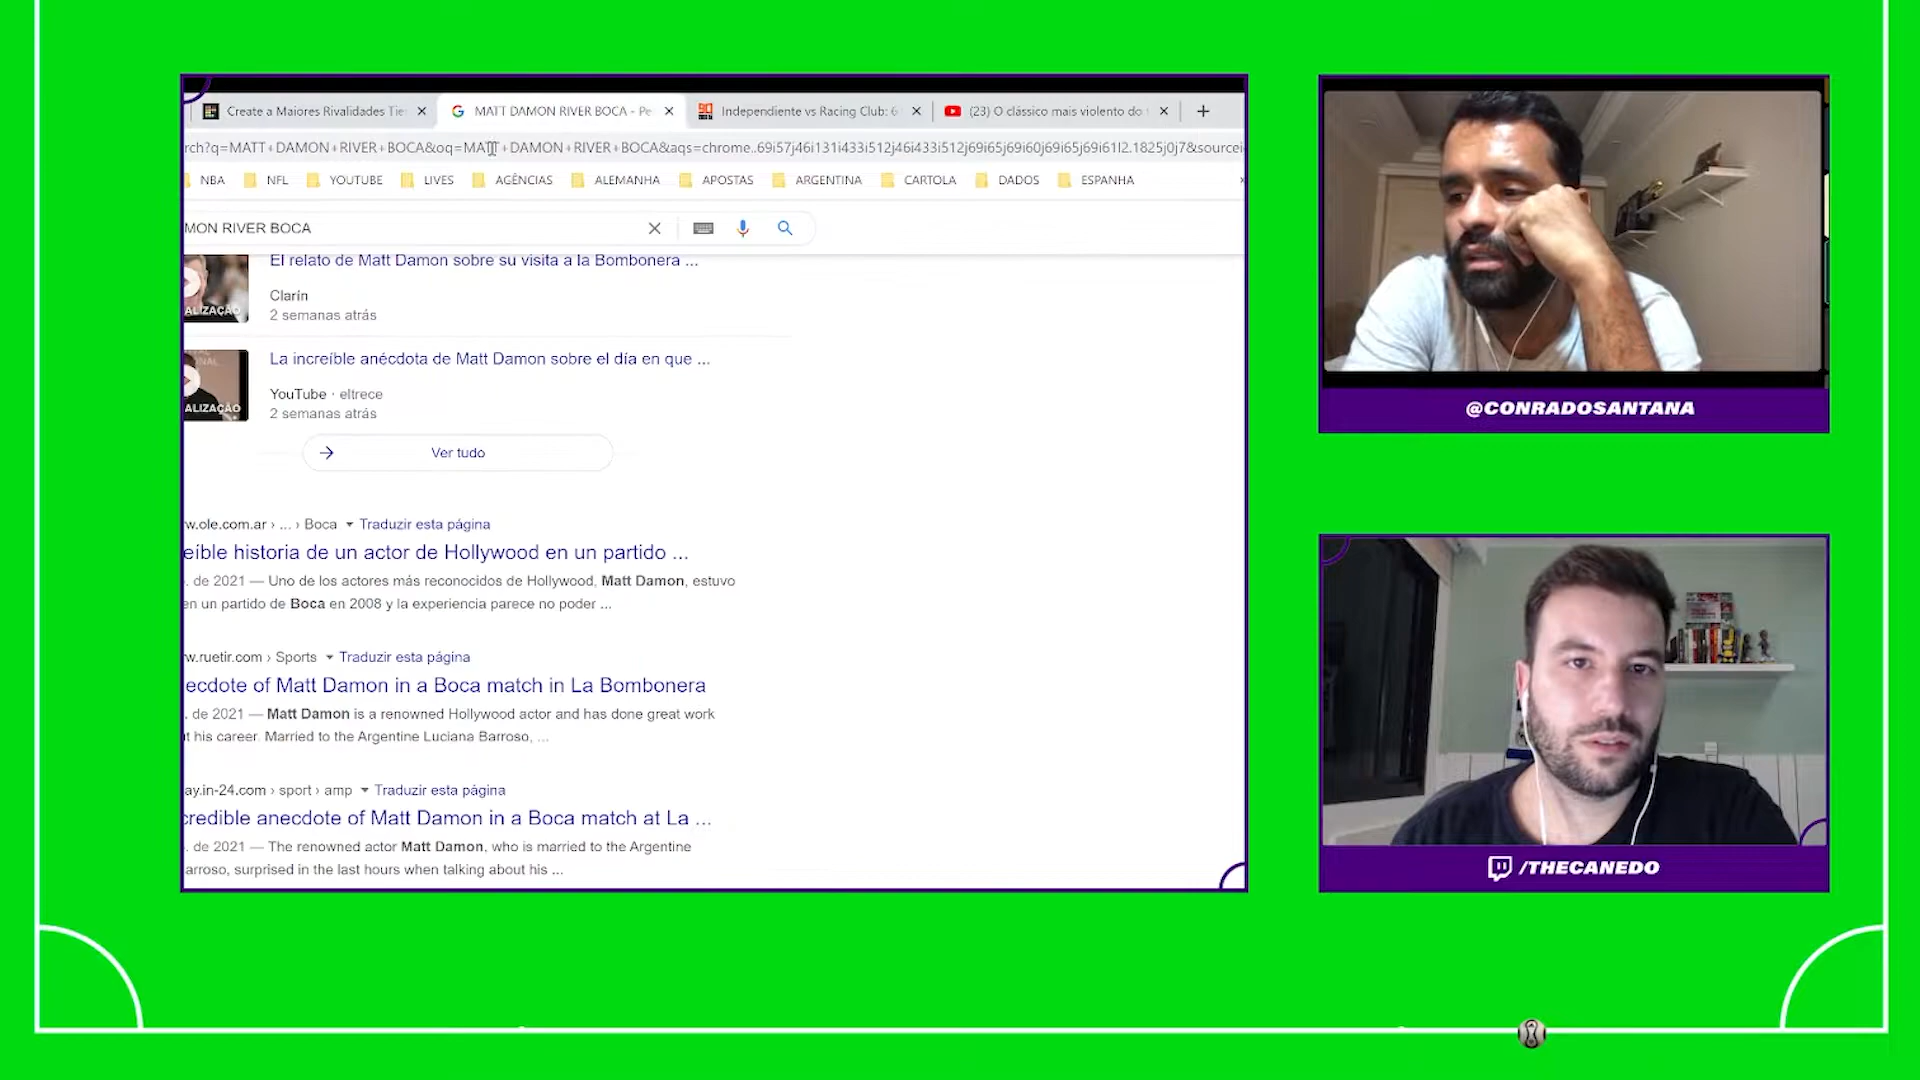 Create a Maiores Rivalidades Tie
MATT DAMON RIVER BOCA - Pe
Independiente vs Racing Club: 6
(23) O clássico mais violento do
rch?q=MATT+DAMON+RIVER+BOCA&oq=MATT+DAMON+RIVER+BOCA&aqs=chrome..69i57j46i131i433i512j46i433i512j69i65j69i60j69i65j69i61l2.1825j0j7&sourcei
NBA
NFL
YOUTUBE
LIVES
AGÊNCIAS
ALEMANHA
APOSTAS
ARGENTINA
CARTOLA
DADOS
ESPANHA
MON RIVER BOCA
El relato de Matt Damon sobre su visita a la Bombonera ...
Clarín
ALIZAÇÃO
2 semanas atrás
La increíble anécdota de Matt Damon sobre el día en que ...
YouTube · eltrece
ALIZAÇÃO
2 semanas atrás
Ver tudo
w.ole.com.ar › ... › Boca Traduzir esta página
eíble historia de un actor de Hollywood en un partido ...
. de 2021 — Uno de los actores más reconocidos de Hollywood, Matt Damon, estuvo
en un partido de Boca en 2008 y la experiencia parece no poder ...
w.ruetir.com › Sports Traduzir esta página
ecdote of Matt Damon in a Boca match in La Bombonera
. de 2021 — Matt Damon is a renowned Hollywood actor and has done great work
t his career. Married to the Argentine Luciana Barroso, ...
ay.in-24.com › sport › amp Traduzir esta página
credible anecdote of Matt Damon in a Boca match at La ...
. de 2021 — The renowned actor Matt Damon, who is married to the Argentine
arroso, surprised in the last hours when talking about his ...
@CONRADOSANTANA
/THECANEDO